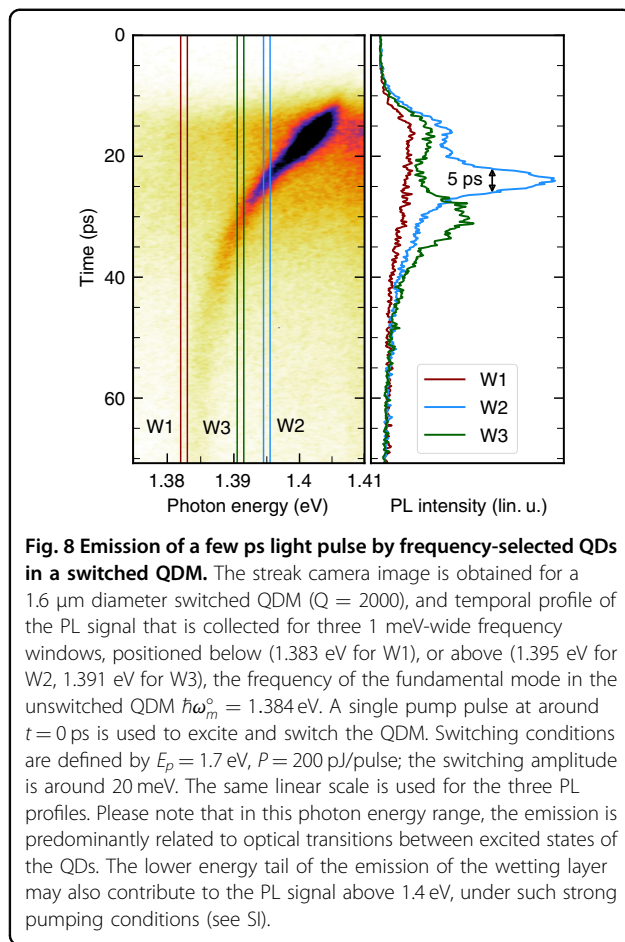 0
20
40
60
Time (ps)
W1
W3
W2
1.38
1.39
1.4
1.41
Photon energy (eV)
5 ps
W1
W2
W3
PL intensity (lin. u.)
Fig. 8 Emission of a few ps light pulse by frequency-selected QDs
in a switched QDM. The streak camera image is obtained for a
1.6 μm diameter switched QDM (Q = 2000), and temporal profile of
the PL signal that is collected for three 1 meV-wide frequency
windows, positioned below (1.383 eV for W1), or above (1.395 eV for
W2, 1.391 eV for W3), the frequency of the fundamental mode in the
unswitched QDM ℏω°ₘ = 1.384 eV. A single pump pulse at around
t = 0 ps is used to excite and switch the QDM. Switching conditions
are defined by Eₚ = 1.7 eV, P = 200 pJ/pulse; the switching amplitude
is around 20 meV. The same linear scale is used for the three PL
profiles. Please note that in this photon energy range, the emission is
predominantly related to optical transitions between excited states of
the QDs. The lower energy tail of the emission of the wetting layer
may also contribute to the PL signal above 1.4 eV, under such strong
pumping conditions (see SI).